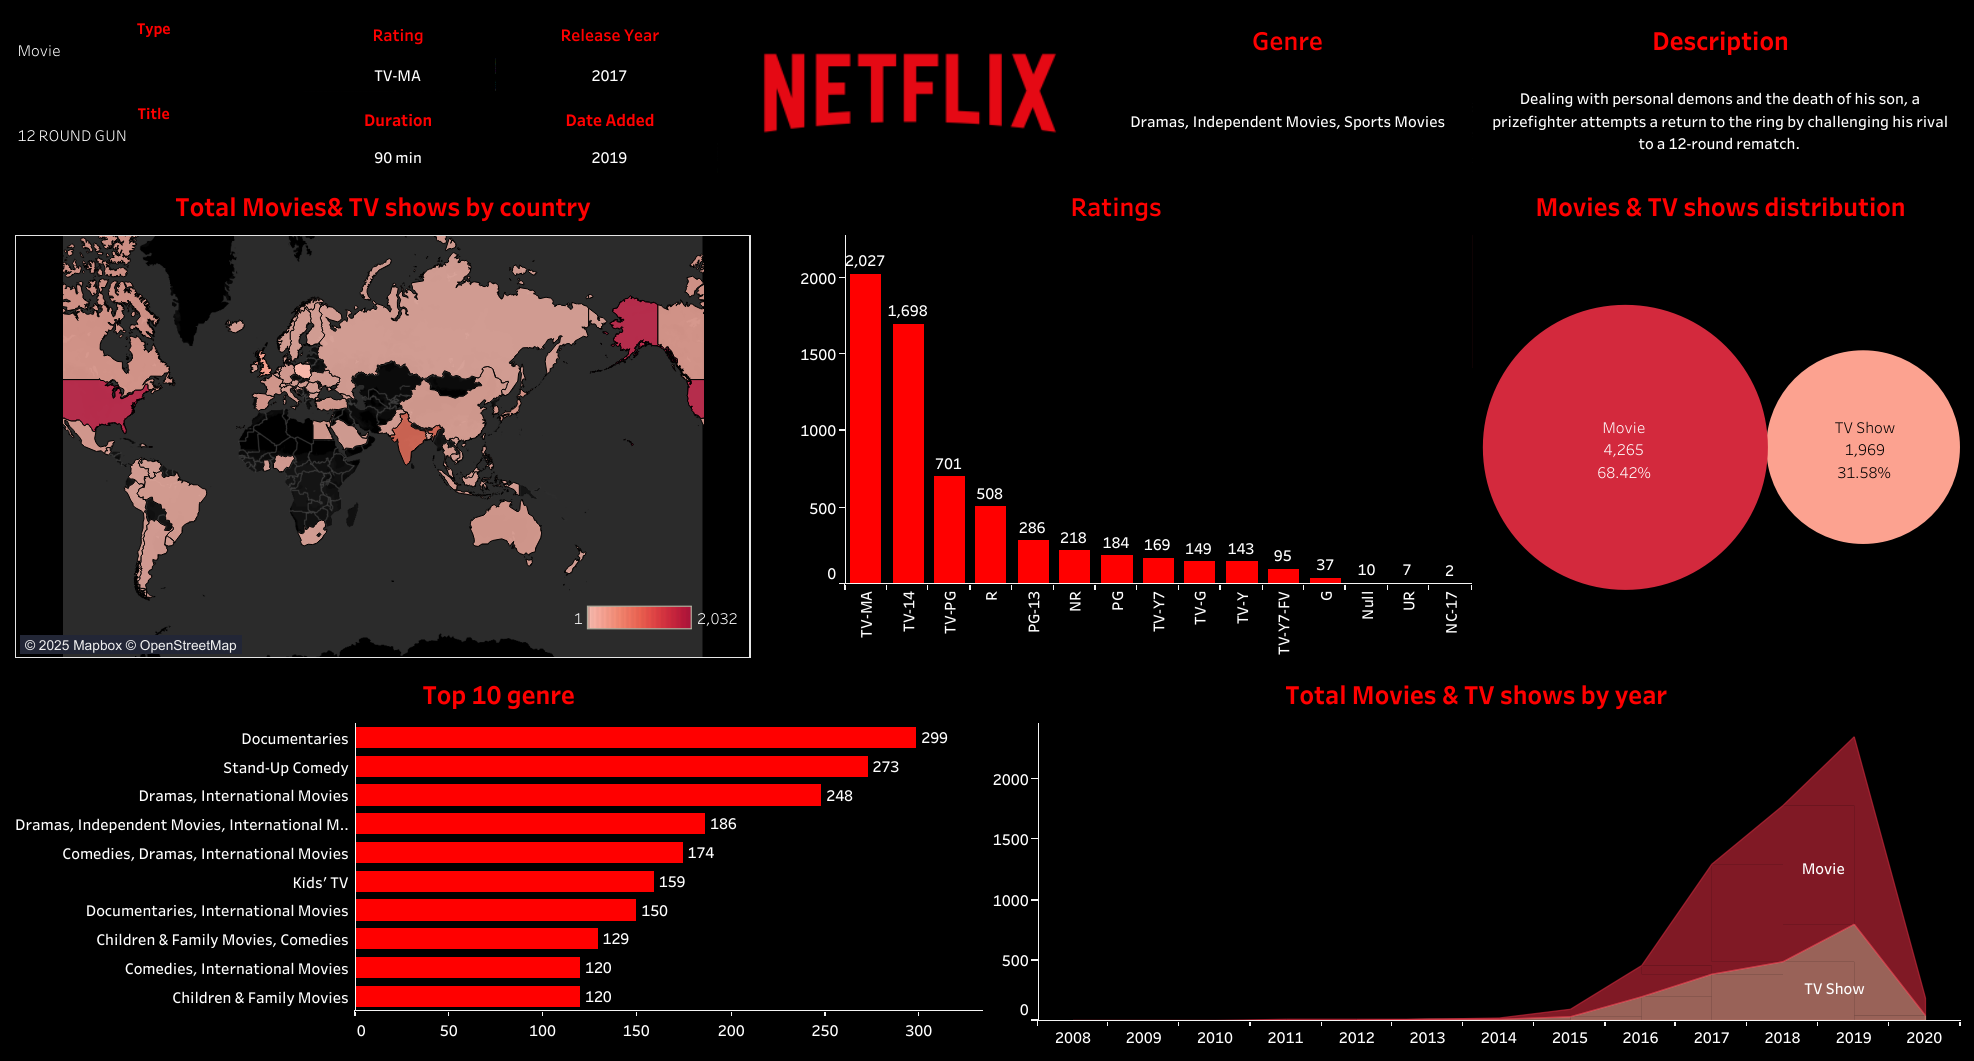 Type
Movie
Title
12 ROUND GUN
Rating
TV-MA
Duration
90 min
Release Year
2017
Date Added
2019
NETFLIX
Genre
Dramas, Independent Movies, Sports Movies
Description
Dealing with personal demons and the death of his son, a
prizefighter attempts a return to the ring by challenging his rival
to a 12-round rematch.
Total Movies& TV shows by country
1
2,032
© 2025 Mapbox © OpenStreetMap
Ratings
2000
1500
1000
500
0
2,027
1,698
701
508
286
218
184
169
149
143
95
37
10
7
2
TV-MA
TV-14
TV-PG
R
PG-13
NR
PG
TV-Y7
TV-G
TV-Y
TV-Y7-FV
G
Null
UR
NC-17
Movies & TV shows distribution
Movie
4,265
68.42%
TV Show
1,969
31.58%
Top 10 genre
Documentaries 299
Stand-Up Comedy 273
Dramas, International Movies 248
Dramas, Independent Movies, International M.. 186
Comedies, Dramas, International Movies 174
Kids’ TV 159
Documentaries, International Movies 150
Children & Family Movies, Comedies 129
Comedies, International Movies 120
Children & Family Movies 120
0 50 100 150 200 250 300
Total Movies & TV shows by year
2000
1500
1000
500
0
Movie
TV Show
2008 2009 2010 2011 2012 2013 2014 2015 2016 2017 2018 2019 2020